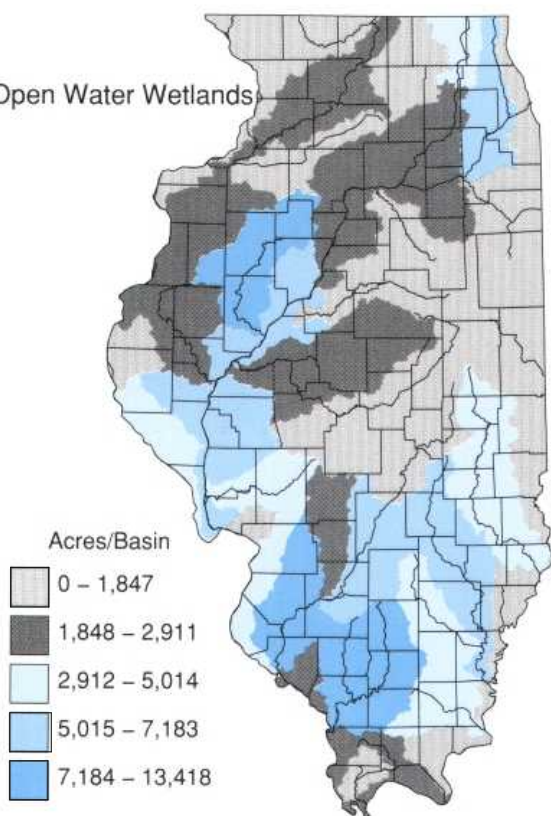 Open Water Wetlands
Acres/Basin
0 – 1,847
1,848 – 2,911
2,912 – 5,014
5,015 – 7,183
7,184 – 13,418